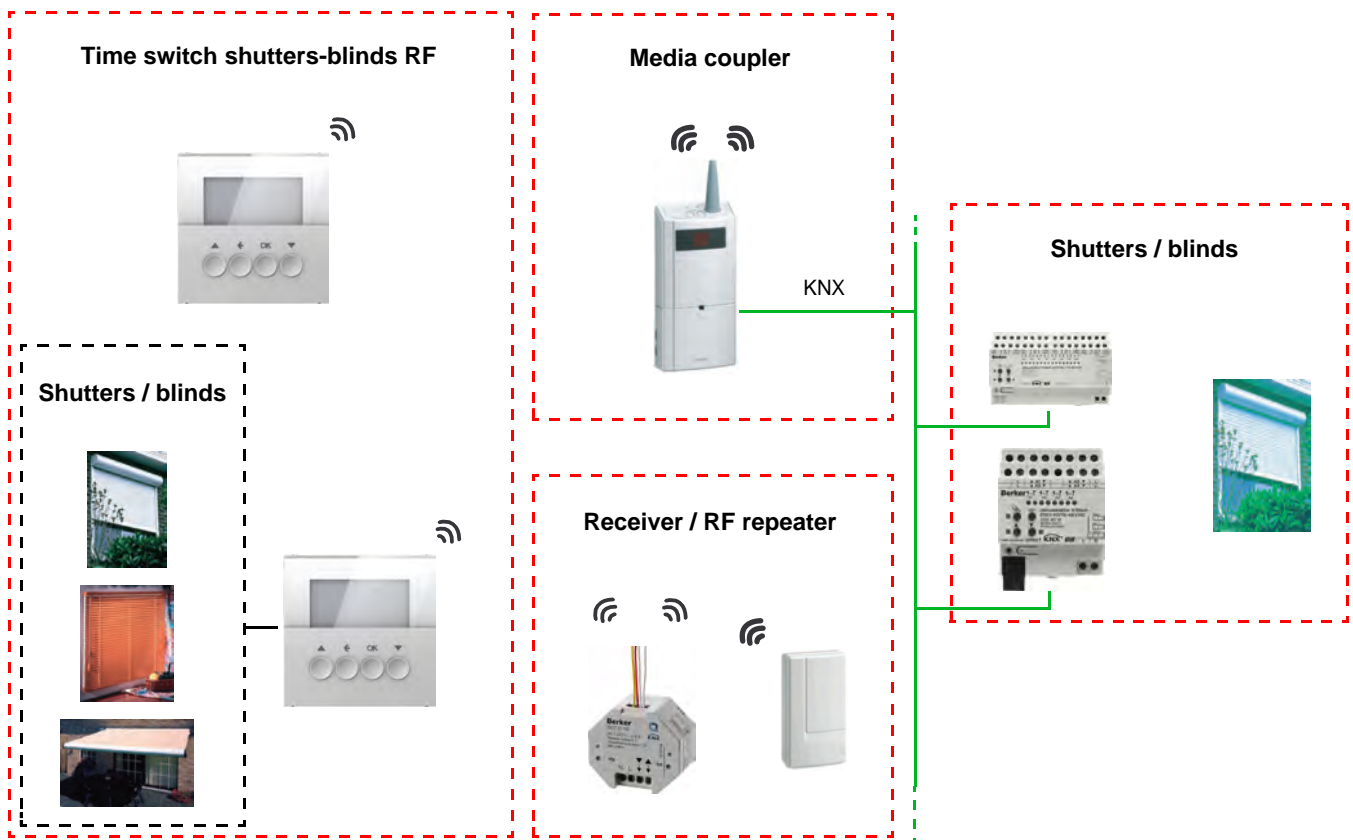 Time switch shutters-blinds RF
OK
Shutters / blinds
OK
Media coupler
KNX
Receiver / RF repeater
Berker
Shutters / blinds
Berker
Berker
KNX